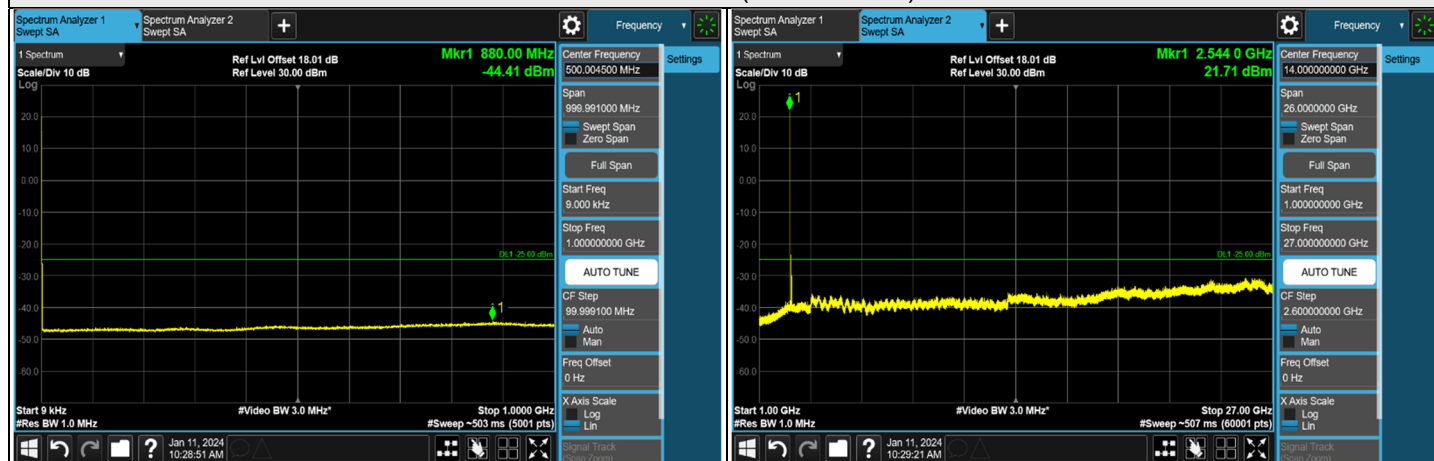 Spectrum Analyzer 1
Swept SA
Spectrum Analyzer 2
Swept SA
+
Frequency
1 Spectrum
Scale/Div 10 dB
Log
Ref Lvl Offset 18.01 dB
Ref Level 30.00 dBm
Mkr1 880.00 MHz
-44.41 dBm
20.0
10.0
0.00
-10.0
-20.0
-30.0
-40.0
-50.0
-60.0
DL1 -25.00 dBm
1
Start 9 kHz
#Res BW 1.0 MHz
#Video BW 3.0 MHz*
Stop 1.0000 GHz
#Sweep ~503 ms (5001 pts)
Center Frequency
500.004500 MHz
Settings
Span
999.991000 MHz
Swept Span
Zero Span
Full Span
Start Freq
9.000 kHz
Stop Freq
1.000000000 GHz
AUTO TUNE
CF Step
99.999100 MHz
Auto
Man
Freq Offset
0 Hz
X Axis Scale
Log
Lin
Signal Track
(Span Zoom)
?
Jan 11, 2024
10:28:51 AM
Spectrum Analyzer 1
Swept SA
Spectrum Analyzer 2
Swept SA
+
Frequency
1 Spectrum
Scale/Div 10 dB
Log
Ref Lvl Offset 18.01 dB
Ref Level 30.00 dBm
Mkr1 2.544 0 GHz
21.71 dBm
20.0
10.0
0.00
-10.0
-20.0
-30.0
-40.0
-50.0
-60.0
DL1 -25.00 dBm
1
Start 1.00 GHz
#Res BW 1.0 MHz
#Video BW 3.0 MHz*
Stop 27.00 GHz
#Sweep ~507 ms (60001 pts)
Center Frequency
14.000000000 GHz
Settings
Span
26.0000000 GHz
Swept Span
Zero Span
Full Span
Start Freq
1.000000000 GHz
Stop Freq
27.000000000 GHz
AUTO TUNE
CF Step
2.600000000 GHz
Auto
Man
Freq Offset
0 Hz
X Axis Scale
Log
Lin
Signal Track
(Span Zoom)
?
Jan 11, 2024
10:29:21 AM